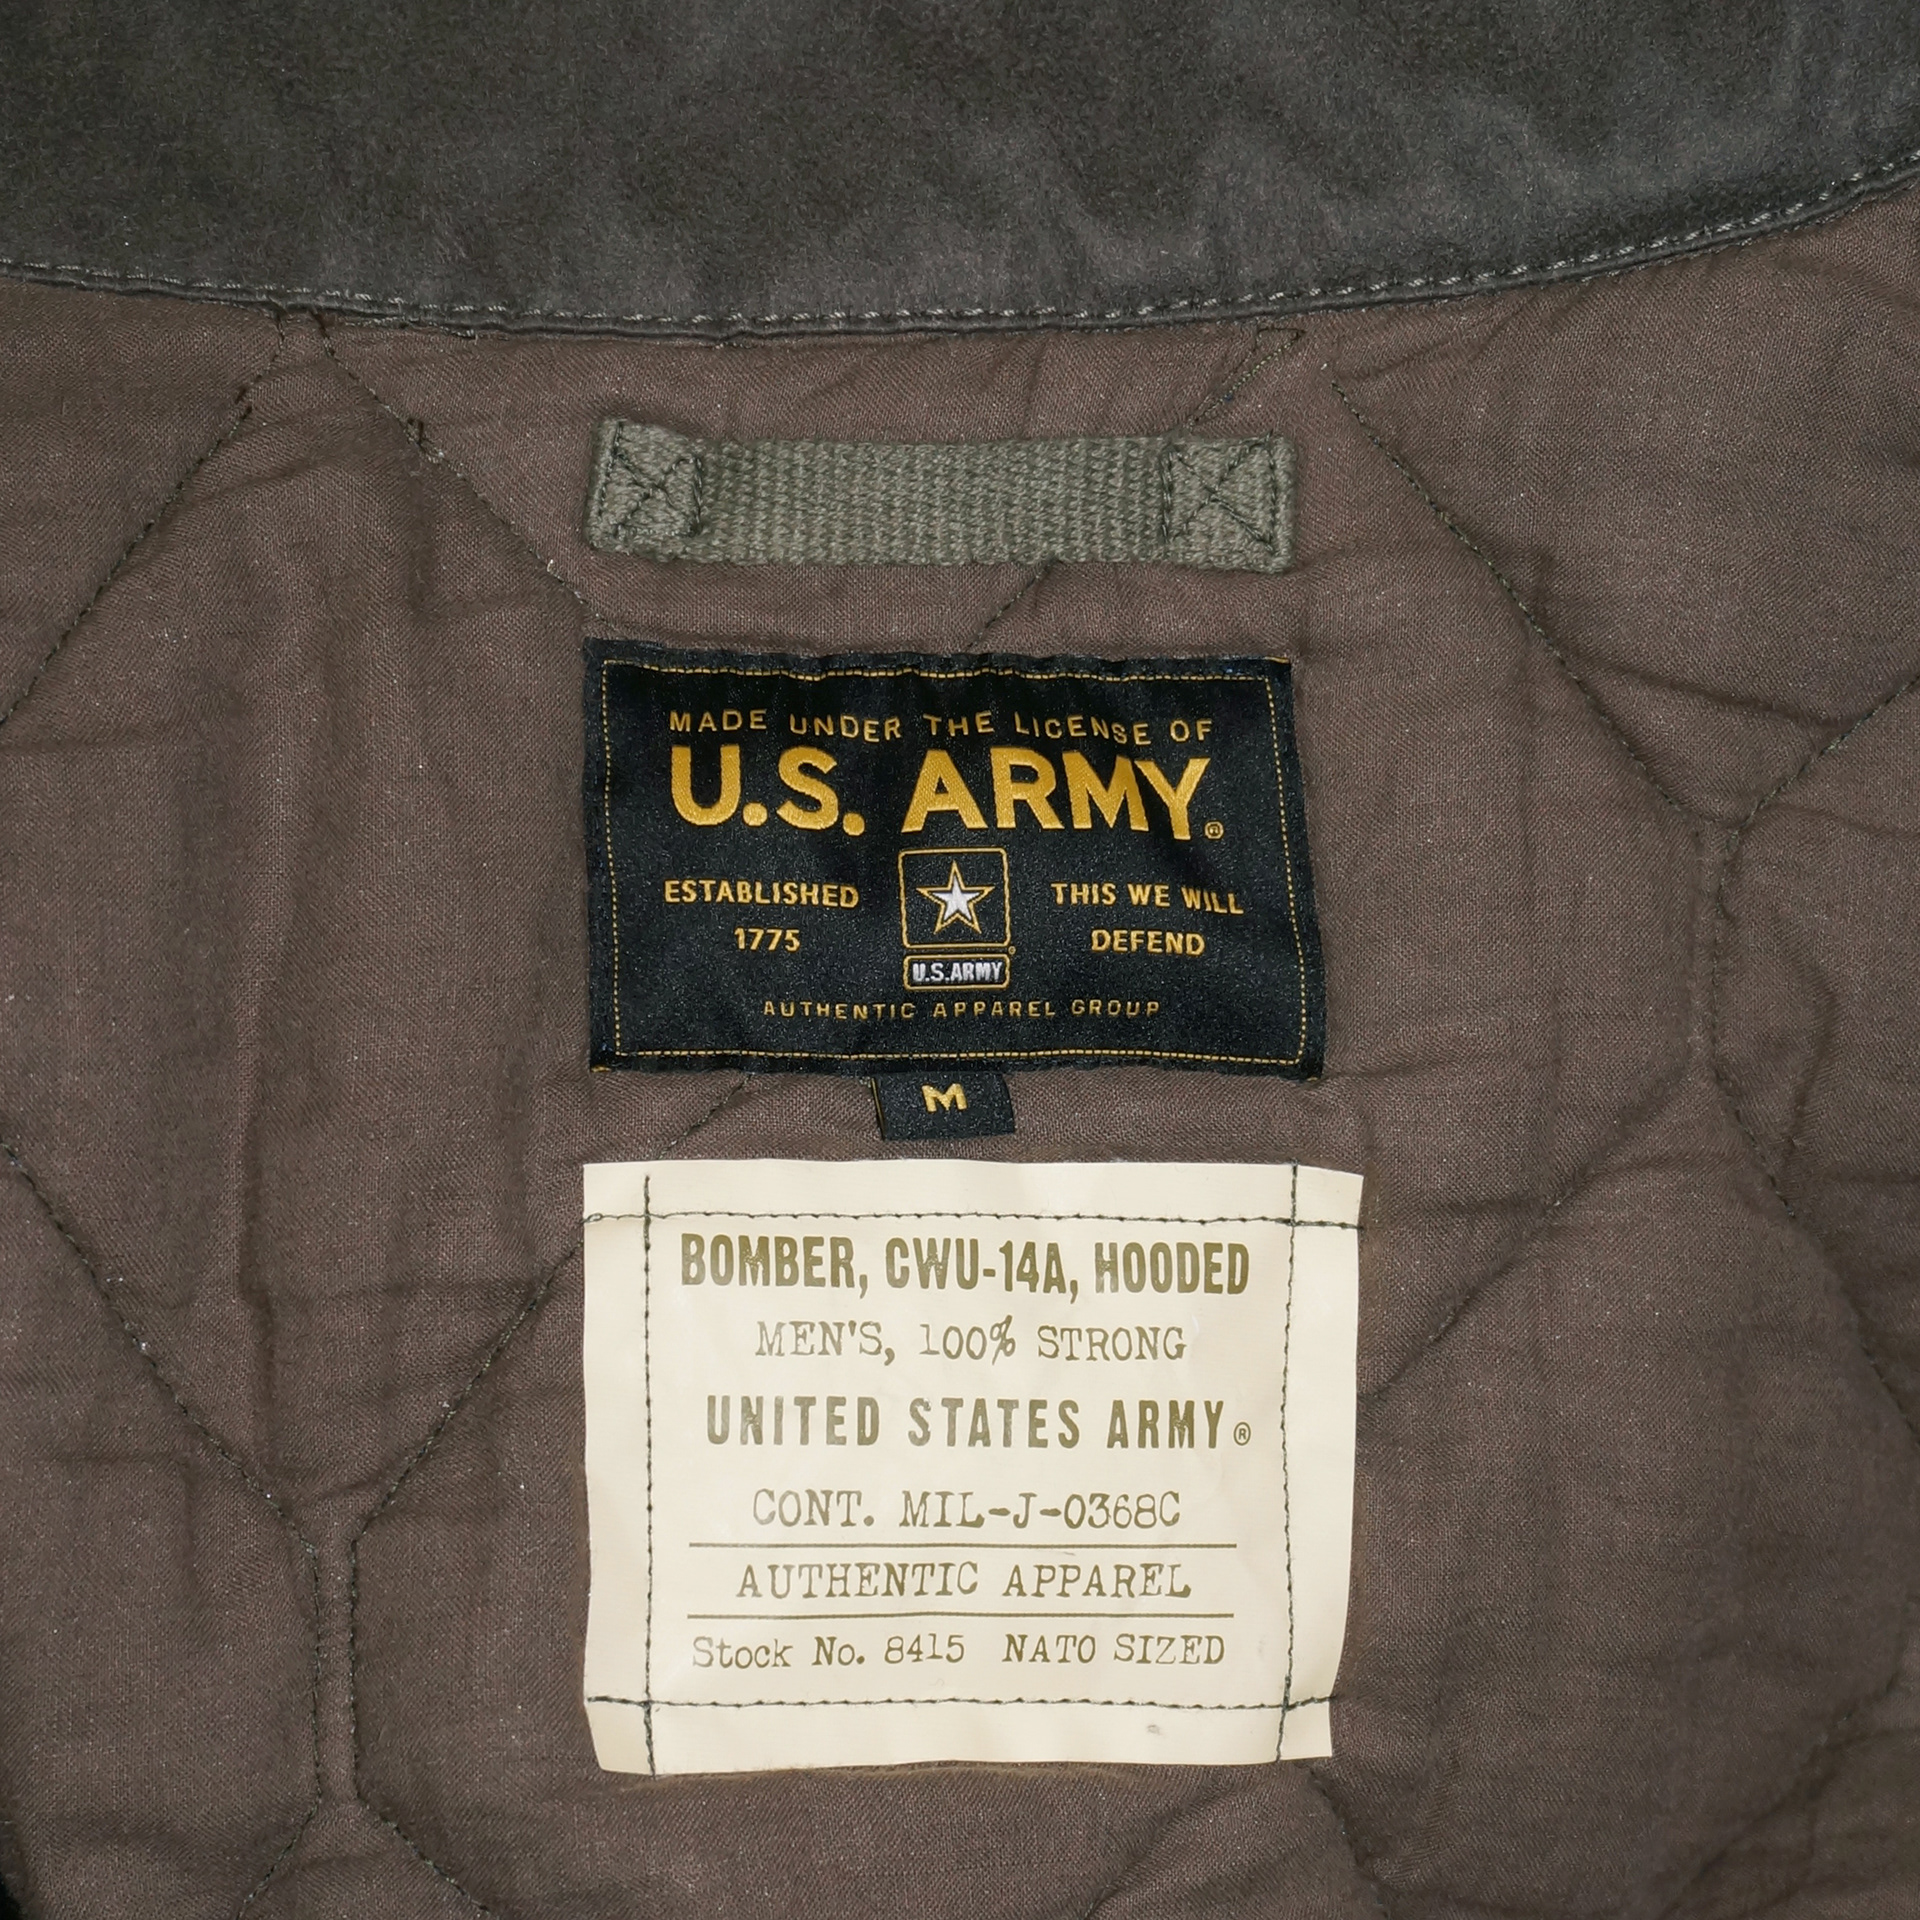 MADE UNDER THE LICENSE OF
U.S. ARMY®
ESTABLISHED
1775
THIS WE WILL
DEFEND
U.S.ARMY
AUTHENTIC APPAREL GROUP
M
BOMBER, CWU-14A, HOODED
MEN'S, 100% STRONG
UNITED STATES ARMY®
CONT. MIL-J-0368C
AUTHENTIC APPAREL
Stock No. 8415 NATO SIZED